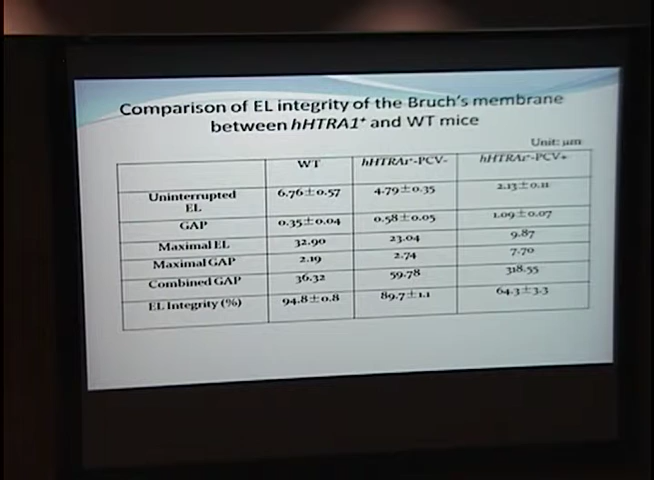 Comparison of EL integrity of the Bruch's membrane
between hHTRA1⁺ and WT mice
Unit: μm
WT hHTRA1⁺-PCV- hHTRA1⁺-PCV+
Uninterrupted
EL 6.76±0.57 4.79±0.35 2.13±0.11
GAP 0.35±0.04 0.58±0.05 1.09±0.07
Maximal EL 32.90 23.04 9.87
Maximal GAP 2.19 2.74 7.70
Combined GAP 36.32 59.78 318.55
EL Integrity (%) 94.8±0.8 89.7±1.1 64.3±3.3